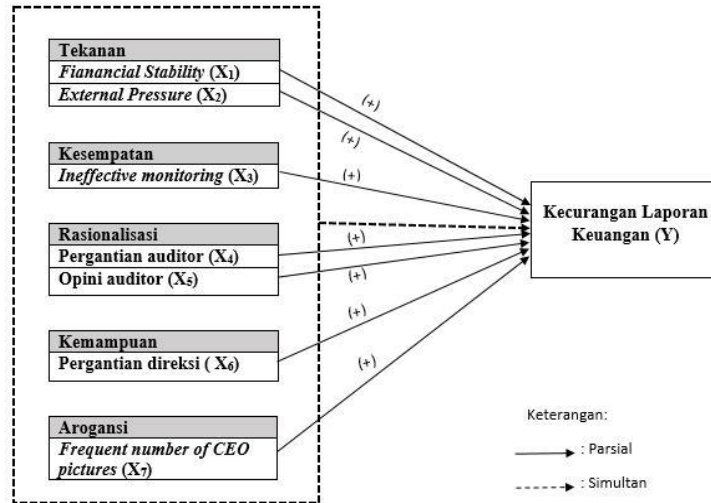 Tekanan
Fianancial Stability (X₁)
External Pressure (X₂)
(+)
(+)
Kesempatan
Ineffective monitoring (X₃)
(+)
Kecurangan Laporan
Keuangan (Y)
Rasionalisasi
Pergantian auditor (X₄)
Opini auditor (X₅)
(+)
(+)
Kemampuan
Pergantian direksi ( X₆)
(+)
Arogansi
Frequent number of CEO
pictures (X₇)
(+)
Keterangan:
: Parsial
: Simultan